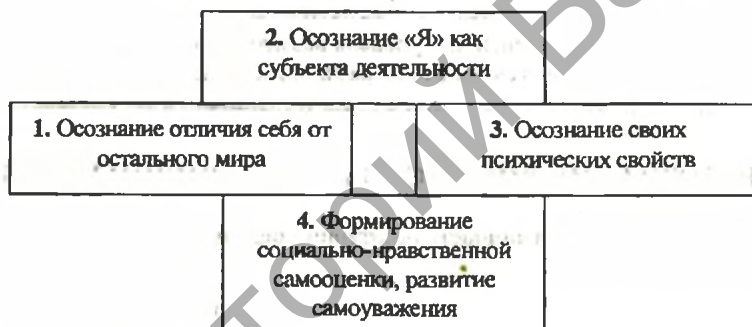 2. Осознание «Я» как
субъекта деятельности
1. Осознание отличия себя от
остального мира
3. Осознание своих
психических свойств
4. Формирование
социально-нравственной
самооценки, развитие
самоуважения